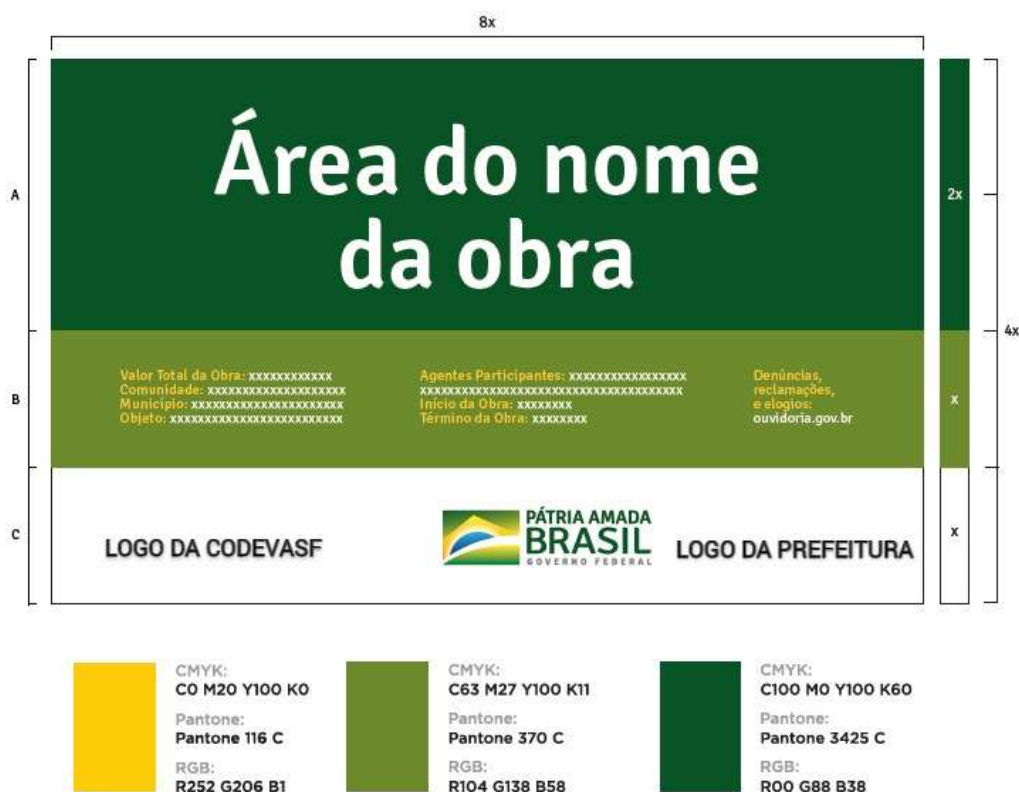 8x
A
Área do nome
da obra
2x
4x
B
Valor Total da Obra: xxxxxxxxxxxx
Comunidade: xxxxxxxxxxxxxxxxxxxx
Município: xxxxxxxxxxxxxxxxxxxxxx
Objeto: xxxxxxxxxxxxxxxxxxxxxxxxx
Agentes Participantes: xxxxxxxxxxxxxxxxx
xxxxxxxxxxxxxxxxxxxxxxxxxxxxxxxxxxxxxx
Início da Obra: xxxxxxxx
Término da Obra: xxxxxxxx
Denúncias,
reclamações,
e elogios:
ouvidoria.gov.br
x
C
LOGO DA CODEVASF
PÁTRIA AMADA
BRASIL
GOVERNO FEDERAL
LOGO DA PREFEITURA
x
CMYK:
C0 M20 Y100 K0
Pantone:
Pantone 116 C
RGB:
R252 G206 B1
CMYK:
C63 M27 Y100 K11
Pantone:
Pantone 370 C
RGB:
R104 G138 B58
CMYK:
C100 M0 Y100 K60
Pantone:
Pantone 3425 C
RGB:
R00 G88 B38